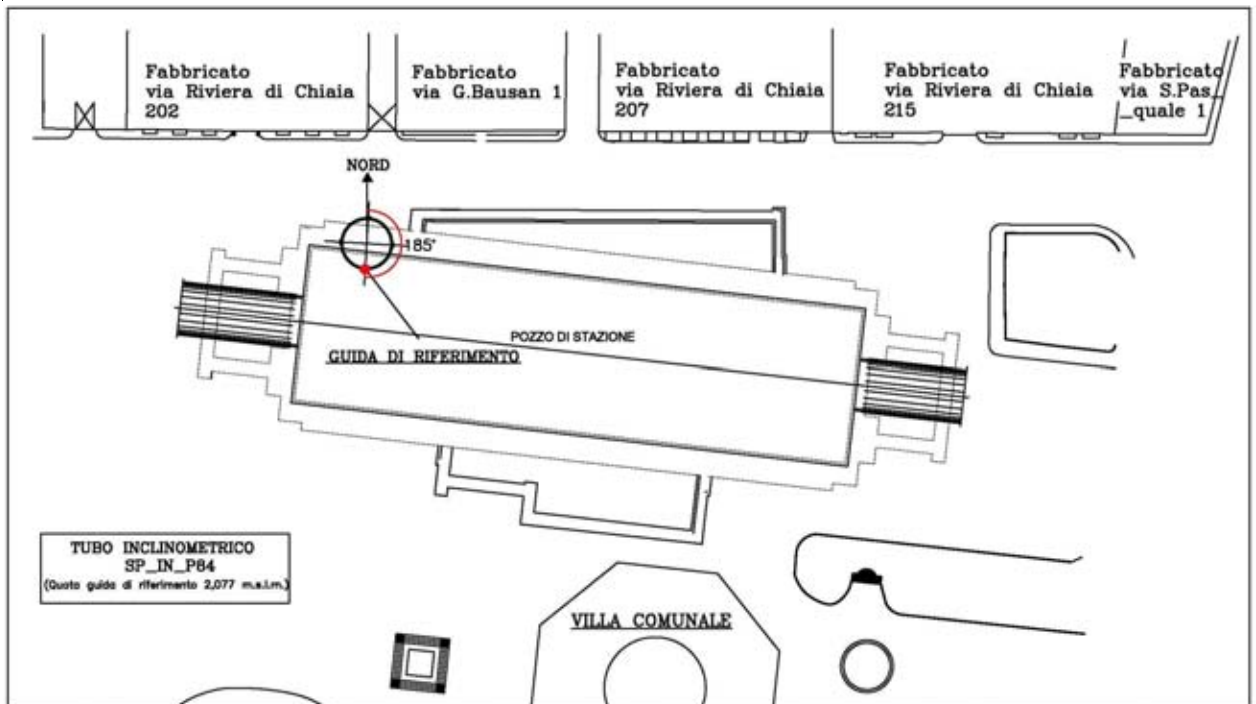 Fabbricato
via Riviera di Chiaia
202
Fabbricato
via G.Bausan 1
Fabbricato
via Riviera di Chiaia
207
Fabbricato
via Riviera di Chiaia
215
Fabbricato
via S.Pas_
_quale 1
NORD
185°
POZZO DI STAZIONE
GUIDA DI RIFERIMENTO
TUBO INCLINOMETRICO
SP_IN_P84
(Quota guida di riferimento 2,077 m.s.l.m.)
VILLA COMUNALE